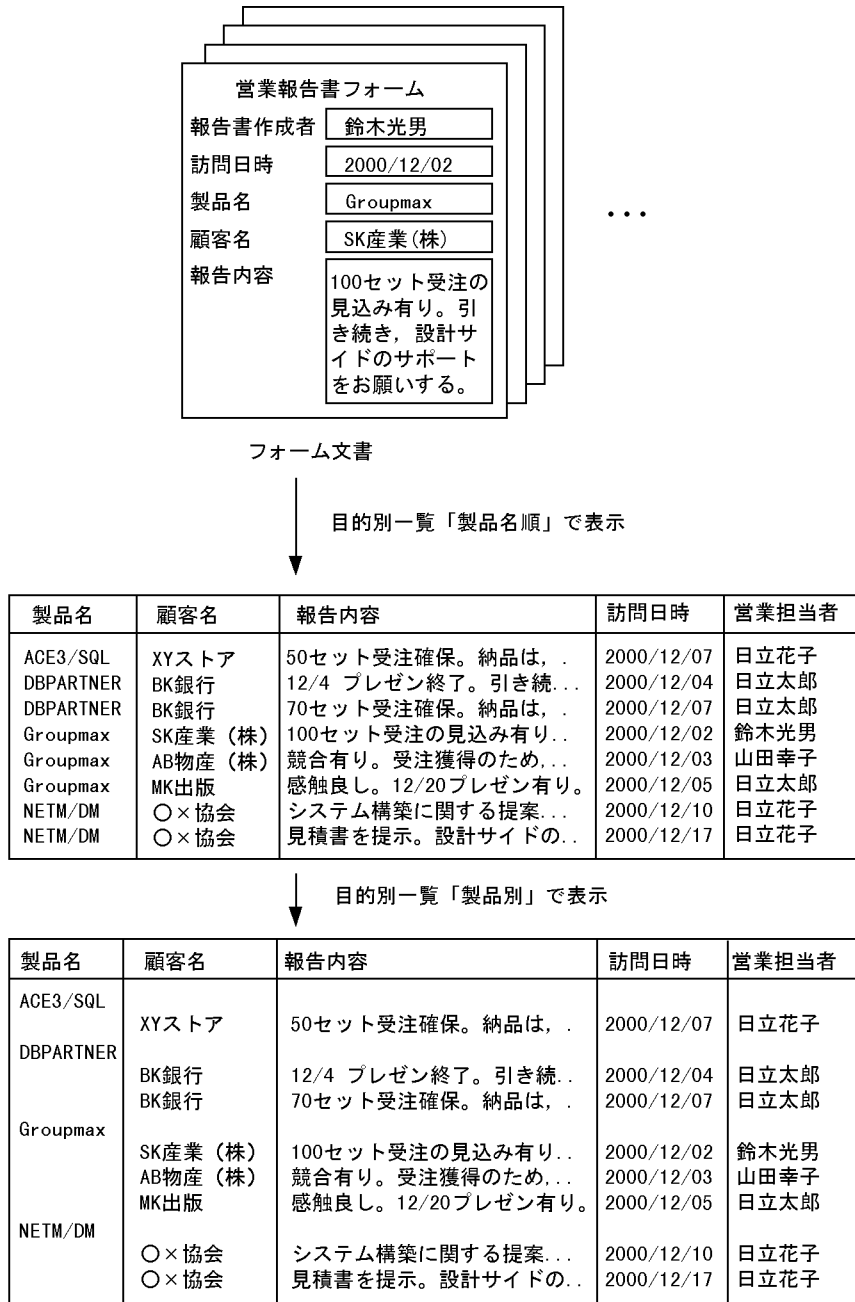 営業報告書フォーム
報告書作成者 鈴木光男
訪問日時 2000/12/02
製品名 Groupmax
顧客名 SK産業(株)
報告内容 100セット受注の
見込み有り。引
き続き，設計サ
イドのサポート
をお願いする。
...
フォーム文書
目的別一覧「製品名順」で表示
製品名 顧客名 報告内容 訪問日時 営業担当者
ACE3/SQL XYストア 50セット受注確保。納品は，. 2000/12/07 日立花子
DBPARTNER BK銀行 12/4 プレゼン終了。引き続... 2000/12/04 日立太郎
DBPARTNER BK銀行 70セット受注確保。納品は，. 2000/12/07 日立太郎
Groupmax SK産業（株） 100セット受注の見込み有り.. 2000/12/02 鈴木光男
Groupmax AB物産（株） 競合有り。受注獲得のため,... 2000/12/03 山田幸子
Groupmax MK出版 感触良し。12/20プレゼン有り。 2000/12/05 日立太郎
NETM/DM 〇×協会 システム構築に関する提案... 2000/12/10 日立花子
NETM/DM 〇×協会 見積書を提示。設計サイドの.. 2000/12/17 日立花子
目的別一覧「製品別」で表示
製品名 顧客名 報告内容 訪問日時 営業担当者
ACE3/SQL
XYストア 50セット受注確保。納品は，. 2000/12/07 日立花子
DBPARTNER
BK銀行 12/4 プレゼン終了。引き続.. 2000/12/04 日立太郎
BK銀行 70セット受注確保。納品は，. 2000/12/07 日立太郎
Groupmax
SK産業（株） 100セット受注の見込み有り.. 2000/12/02 鈴木光男
AB物産（株） 競合有り。受注獲得のため,... 2000/12/03 山田幸子
MK出版 感触良し。12/20プレゼン有り。 2000/12/05 日立太郎
NETM/DM
〇×協会 システム構築に関する提案... 2000/12/10 日立花子
〇×協会 見積書を提示。設計サイドの.. 2000/12/17 日立花子